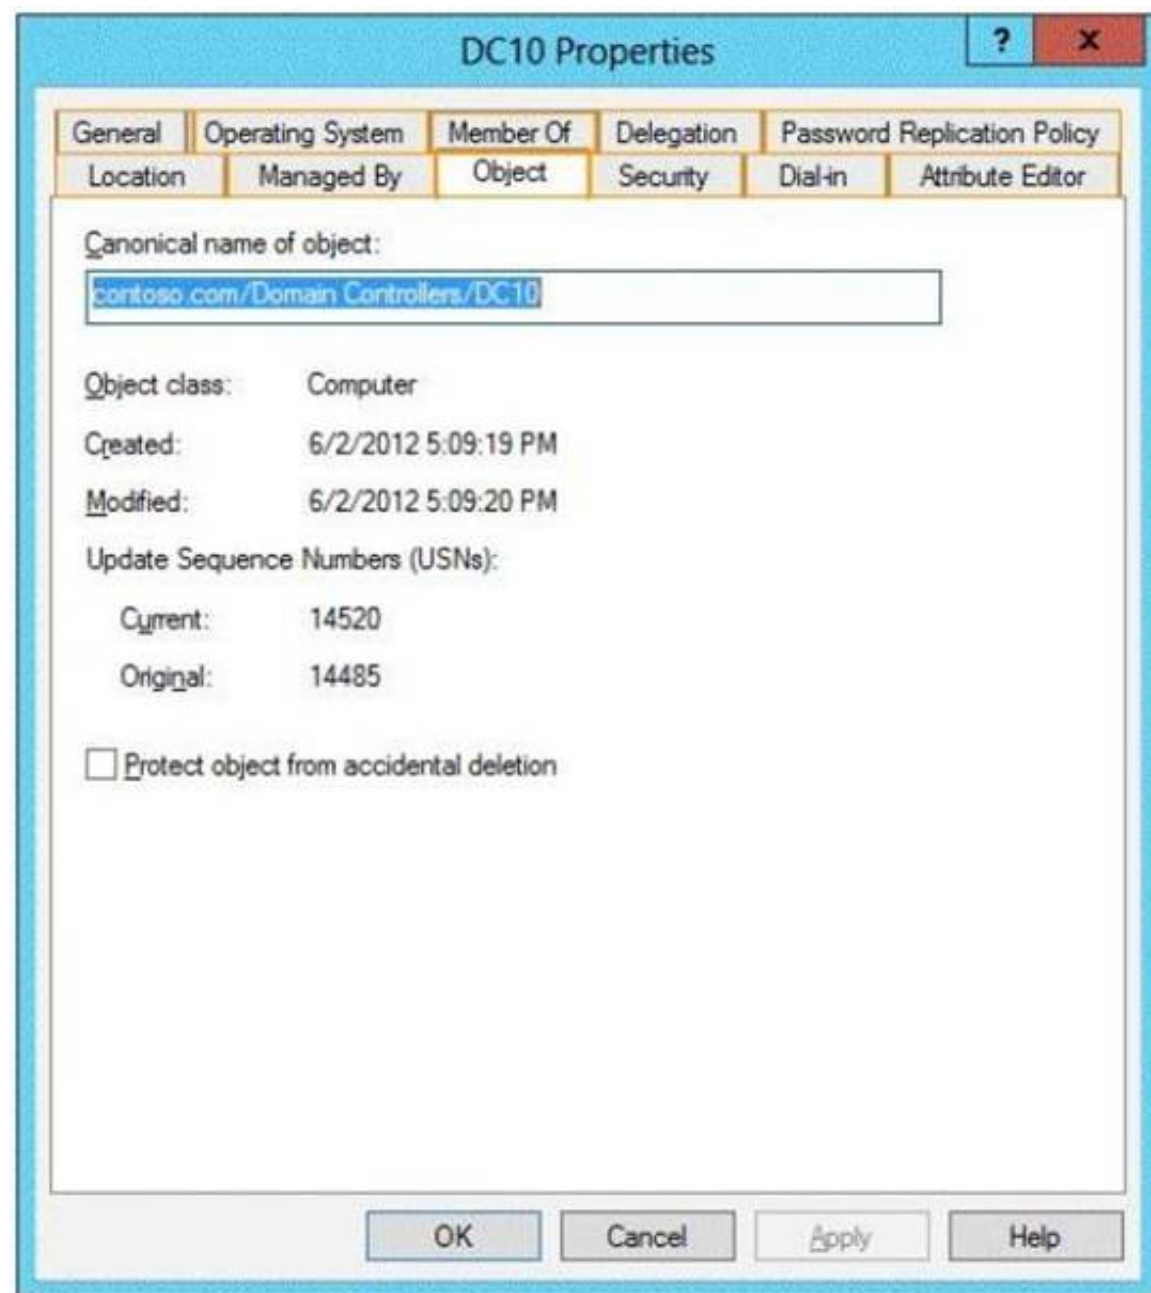 DC10 Properties
?
x
General Operating System Member Of Delegation Password Replication Policy
Location Managed By Object Security Dial-in Attribute Editor
Canonical name of object:
contoso.com/Domain Controllers/DC10
Object class: Computer
Created: 6/2/2012 5:09:19 PM
Modified: 6/2/2012 5:09:20 PM
Update Sequence Numbers (USNs):
Current: 14520
Original: 14485
Protect object from accidental deletion
OK Cancel Apply Help